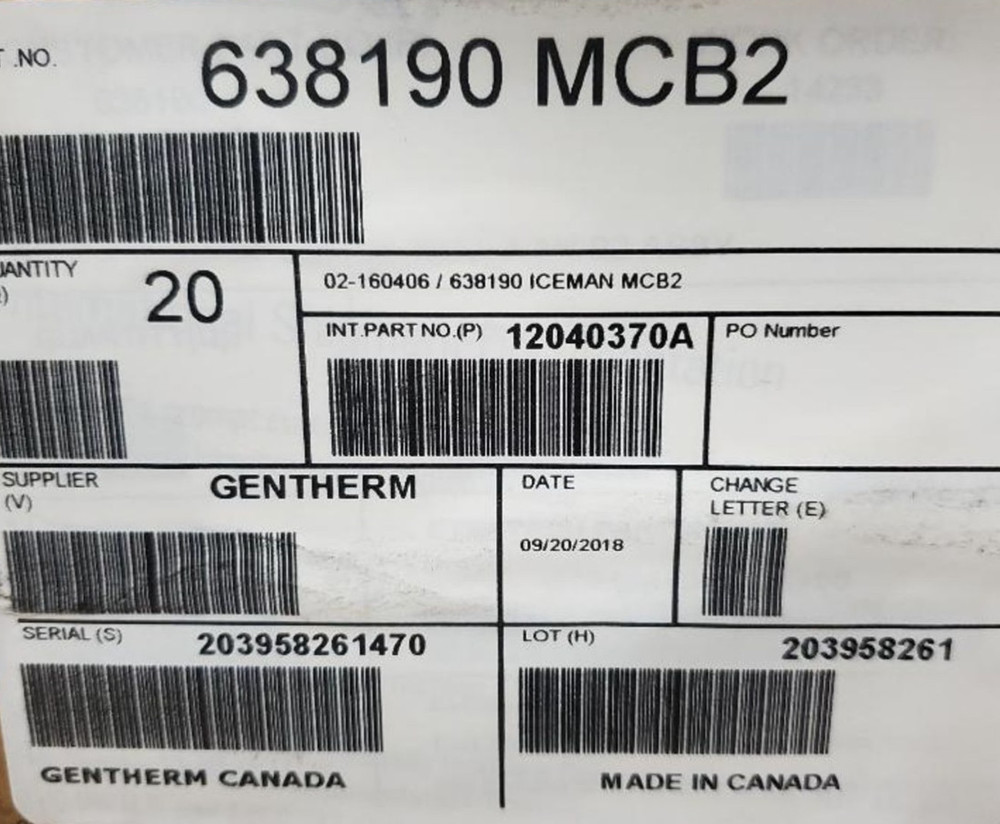 T .NO. 638190 MCB2
ANTITY 20
)
02-160406 / 638190 ICEMAN MCB2
INT.PART NO.(P) 12040370A
PO Number
SUPPLIER GENTHERM
(V)
DATE
09/20/2018
CHANGE
LETTER (E)
SERIAL (S) 203958261470
LOT (H) 203958261
GENTHERM CANADA
MADE IN CANADA